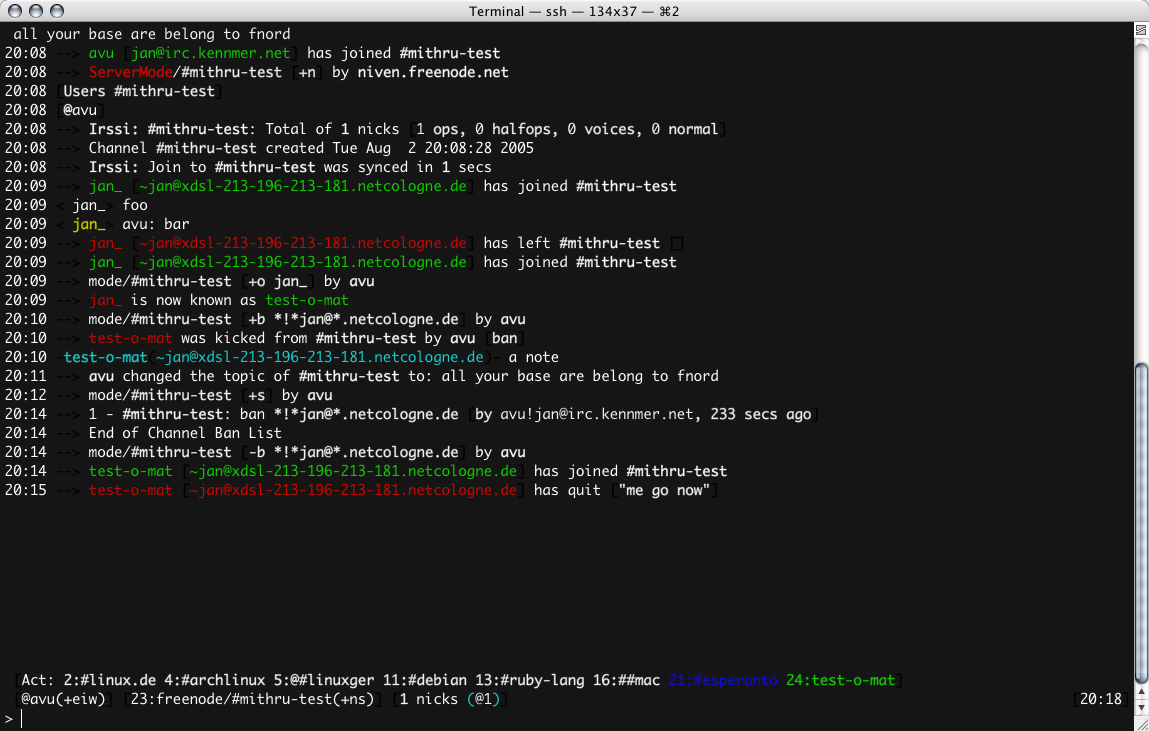 Terminal — ssh — 134x37 — ⌘2
all your base are belong to fnord
20:08 --> avu [jan@irc.kennmer.net] has joined #mithru-test
20:08 --> ServerMode/#mithru-test [+n] by niven.freenode.net
20:08 [Users #mithru-test]
20:08 [@avu]
20:08 --> Irssi: #mithru-test: Total of 1 nicks [1 ops, 0 halfops, 0 voices, 0 normal]
20:08 --> Channel #mithru-test created Tue Aug  2 20:08:28 2005
20:08 --> Irssi: Join to #mithru-test was synced in 1 secs
20:09 --> jan_ [~jan@xdsl-213-196-213-181.netcologne.de] has joined #mithru-test
20:09 < jan_> foo
20:09 < jan_> avu: bar
20:09 --> jan_ [~jan@xdsl-213-196-213-181.netcologne.de] has left #mithru-test []
20:09 --> jan_ [~jan@xdsl-213-196-213-181.netcologne.de] has joined #mithru-test
20:09 --> mode/#mithru-test [+o jan_] by avu
20:09 --> jan_ is now known as test-o-mat
20:10 --> mode/#mithru-test [+b *!*jan@*.netcologne.de] by avu
20:10 --> test-o-mat was kicked from #mithru-test by avu [ban]
20:10 -test-o-mat(~jan@xdsl-213-196-213-181.netcologne.de)- a note
20:11 --> avu changed the topic of #mithru-test to: all your base are belong to fnord
20:12 --> mode/#mithru-test [+s] by avu
20:14 --> 1 - #mithru-test: ban *!*jan@*.netcologne.de [by avu!jan@irc.kennmer.net, 233 secs ago]
20:14 --> End of Channel Ban List
20:14 --> mode/#mithru-test [-b *!*jan@*.netcologne.de] by avu
20:14 --> test-o-mat [~jan@xdsl-213-196-213-181.netcologne.de] has joined #mithru-test
20:15 --> test-o-mat [~jan@xdsl-213-196-213-181.netcologne.de] has quit ["me go now"]
[Act: 2:#linux.de 4:#archlinux 5:@#linuxger 11:#debian 13:#ruby-lang 16:##mac 21:#esperanto 24:test-o-mat]
[@avu(+eiw)] [23:freenode/#mithru-test(+ns)] [1 nicks (@1)] [20:18]
>